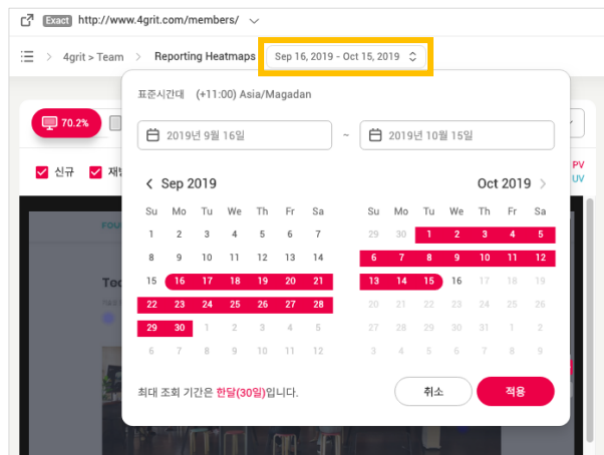 Exact http://www.4grit.com/members/
4grit > Team > Reporting Heatmaps Sep 16, 2019 - Oct 15, 2019
표준시간대 (+11:00) Asia/Magadan
70.2%
2019년 9월 16일 ~ 2019년 10월 15일
신규
PV
UV
< Sep 2019 Oct 2019 >
Su Mo Tu We Th Fr Sa Su Mo Tu We Th Fr Sa
1 2 3 4 5 6 7 29 30 1 2 3 4 5
8 9 10 11 12 13 14 6 7 8 9 10 11 12
15 16 17 18 19 20 21 13 14 15 16 17 18 19
22 23 24 25 26 27 28 20 21 22 23 24 25 26
29 30 1 2 3 4 5 27 28 29 30 31 1 2
6 7 8 9 10 11 12 3 4 5 6 7 8 9
최대 조회 기간은 한달(30일)입니다. 취소 적용